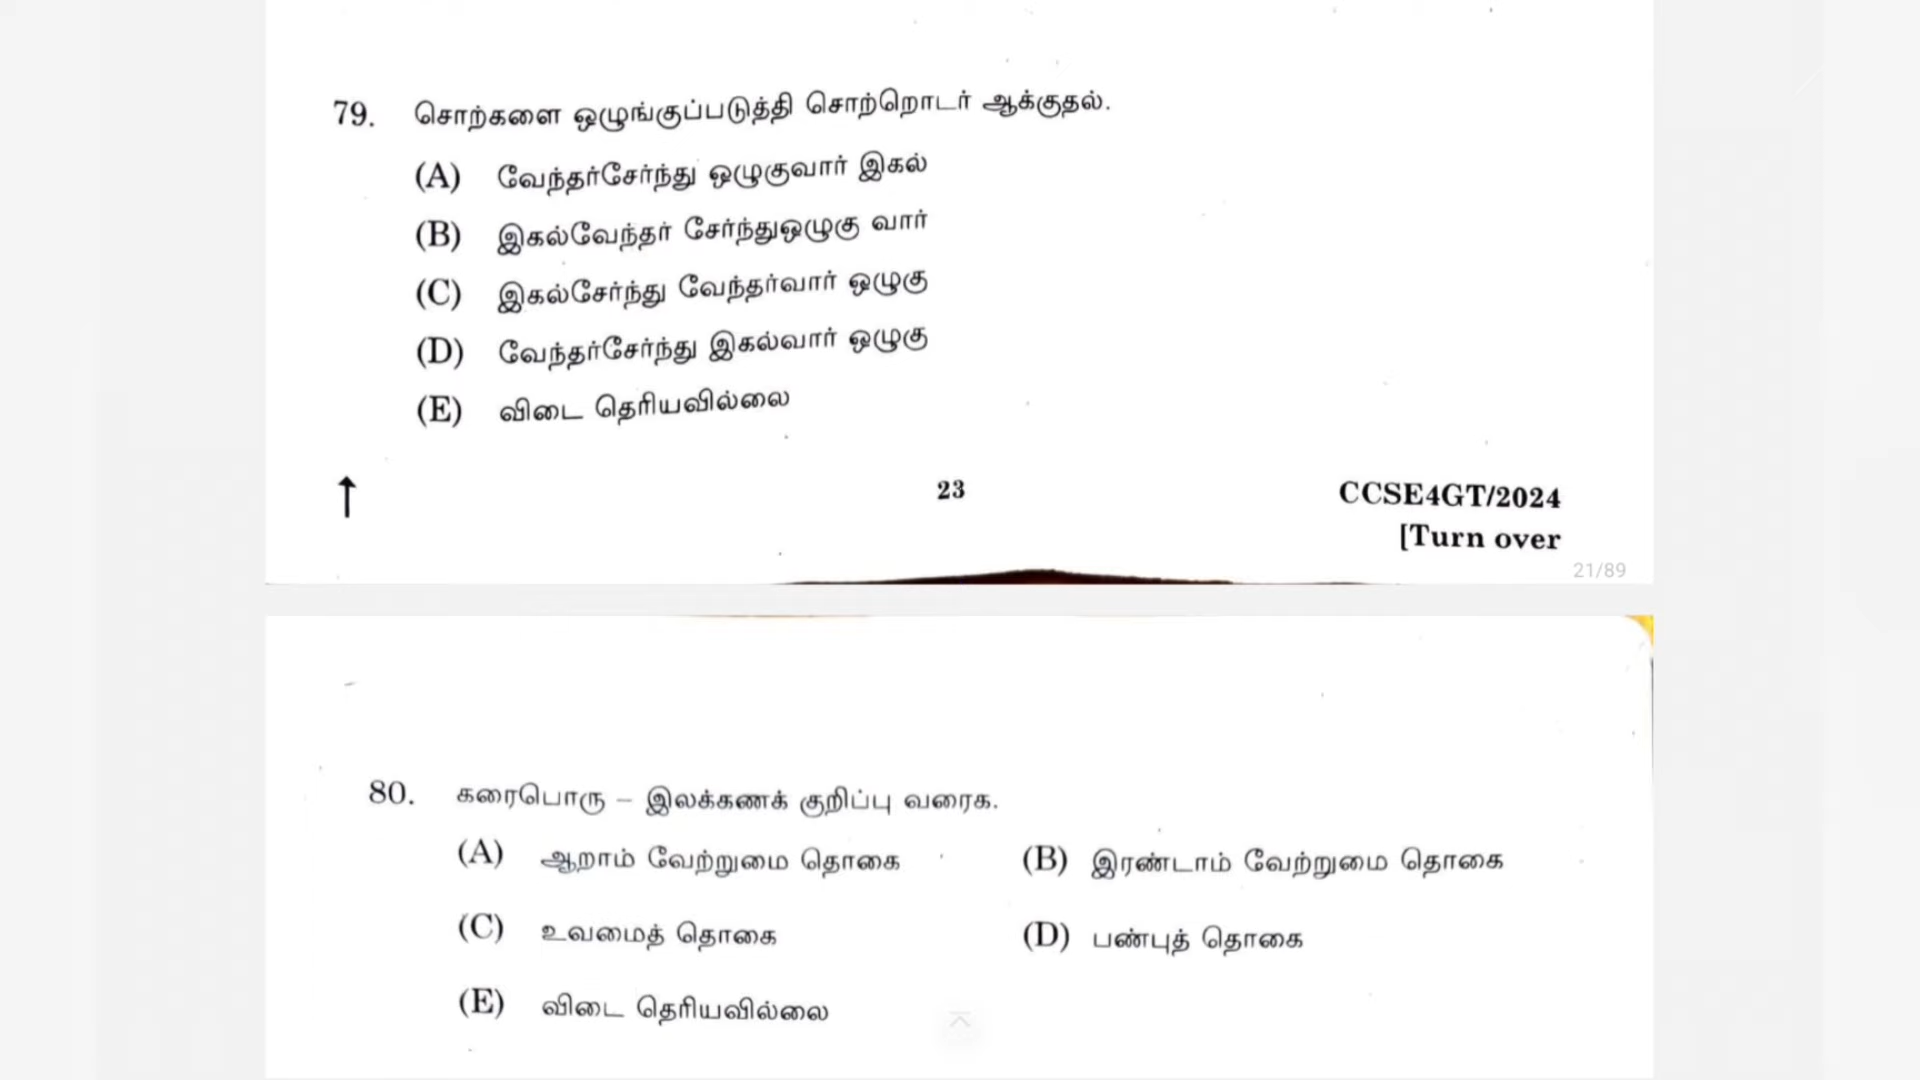 79. சொற்களை ஒழுங்குப்படுத்தி சொற்றொடர் ஆக்குதல்.
(A) வேந்தர்சேர்ந்து ஒழுகுவார் இகல்
(B) இகல்வேந்தர் சேர்ந்துஒழுகு வார்
(C) இகல்சேர்ந்து வேந்தர்வார் ஒழுகு
(D) வேந்தர்சேர்ந்து இகல்வார் ஒழுகு
(E) விடை தெரியவில்லை
↑ 23 CCSE4GT/2024
[Turn over
21/89
80. கரைபொரு – இலக்கணக் குறிப்பு வரைக.
(A) ஆறாம் வேற்றுமை தொகை (B) இரண்டாம் வேற்றுமை தொகை
(C) உவமைத் தொகை (D) பண்புத் தொகை
(E) விடை தெரியவில்லை